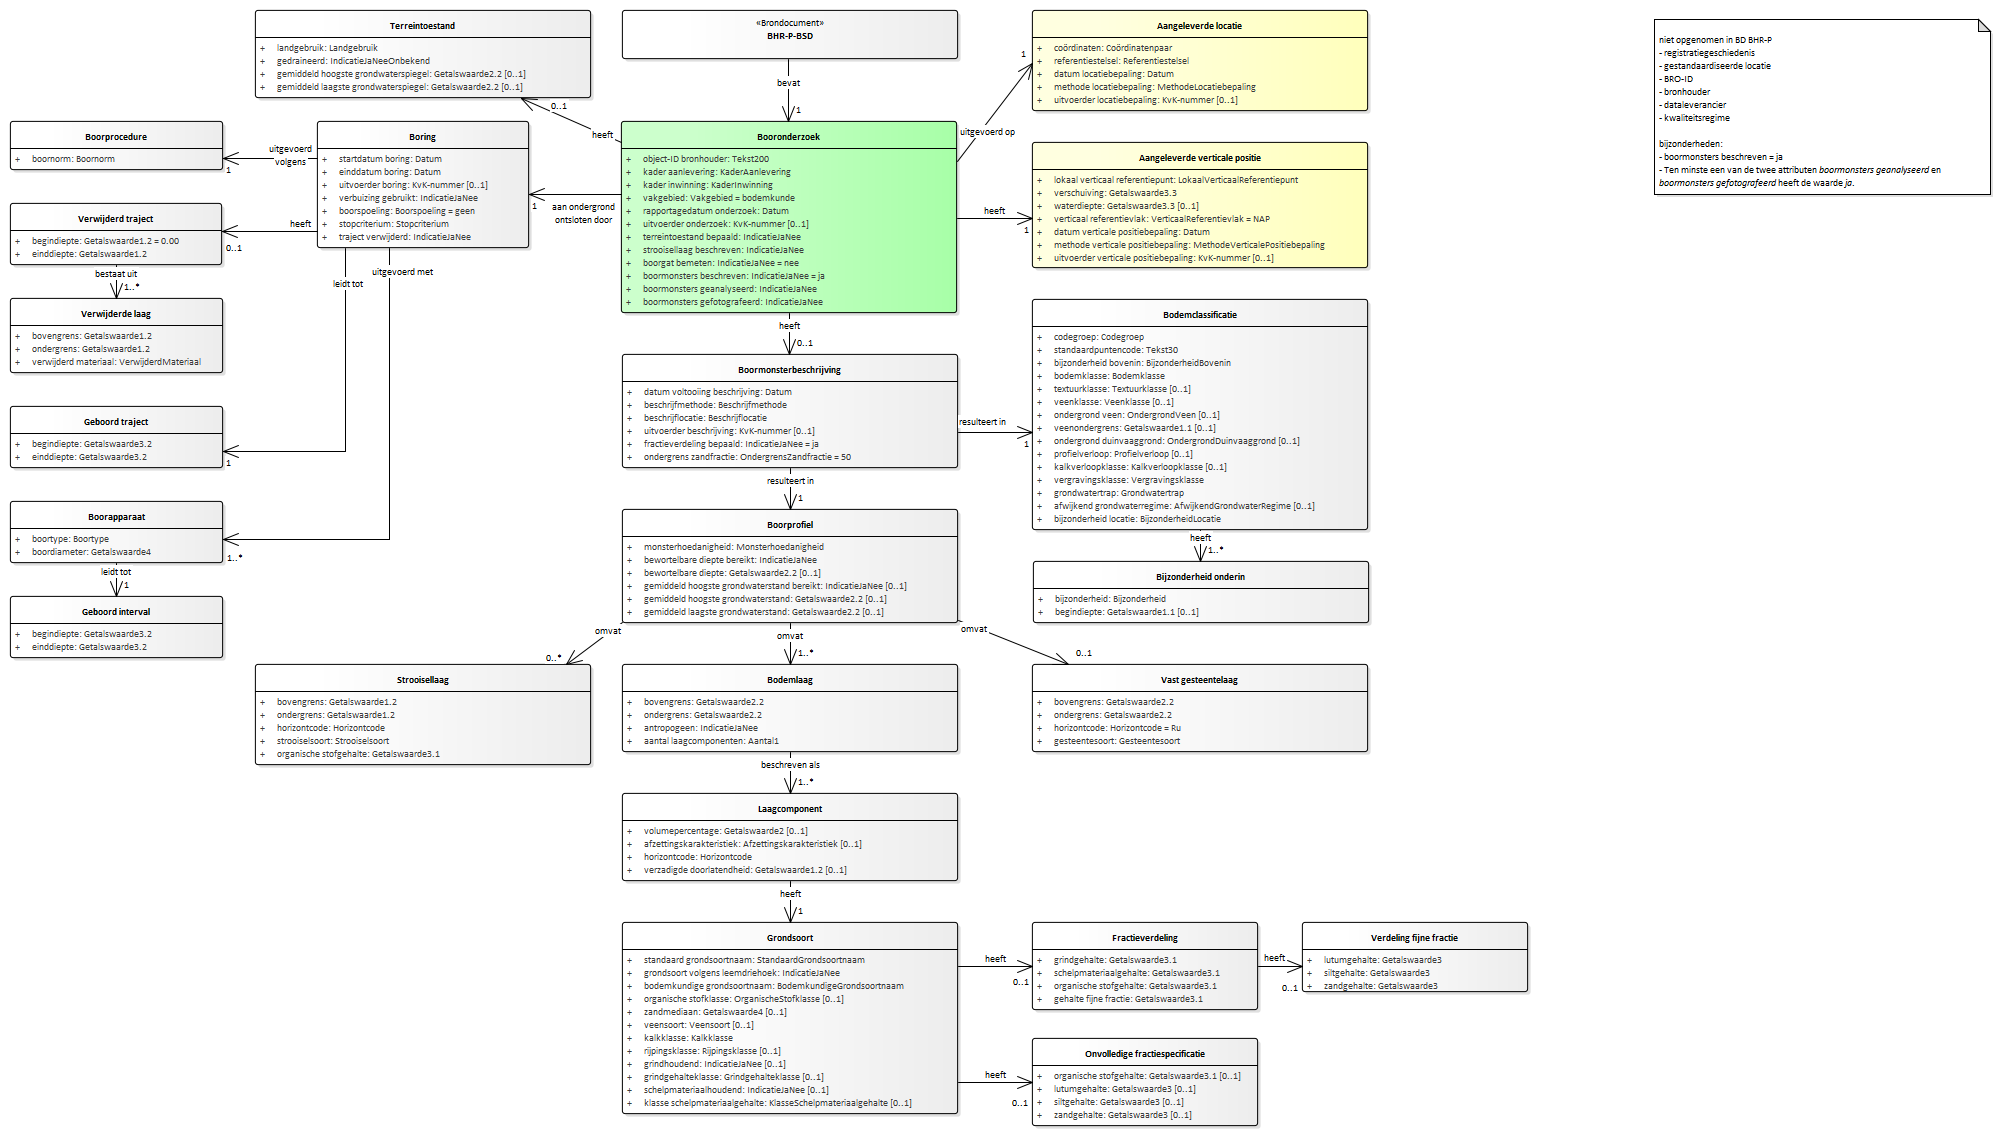 Terreintoestand
+ landgebruik: Landgebruik
+ gedraineerd: IndicatieJaNeeOnbekend
+ gemiddeld hoogste grondwaterspiegel: Getalswaarde2.2 [0..1]
+ gemiddeld laagste grondwaterspiegel: Getalswaarde2.2 [0..1]
«Brondocument»
BHR-P-BSD
bevat
1
Aangeleverde locatie
+ coördinaten: Coördinatenpaar
+ referentiestelsel: Referentiestelsel
+ datum locatiebepaling: Datum
+ methode locatiebepaling: MethodeLocatiebepaling
+ uitvoerder locatiebepaling: KvK-nummer [0..1]
1
uitgevoerd op
niet opgenomen in BD BHR-P
- registratiegeschiedenis
- gestandaardiseerde locatie
- BRO-ID
- bronhouder
- dataleverancier
- kwaliteitsregime
bijzonderheden:
- boormonsters beschreven = ja
- Ten minste een van de twee attributen boormonsters geanalyseerd en
boormonsters gefotografeerd heeft de waarde ja.
0..1
heeft
Boorprocedure
+ boornorm: Boornorm
uitgevoerd
volgens
1
Boring
+ startdatum boring: Datum
+ einddatum boring: Datum
+ uitvoerder boring: KvK-nummer [0..1]
+ verbuizing gebruikt: IndicatieJaNee
+ boorspoeling: Boorspoeling = geen
+ stopcriterium: Stopcriterium
+ traject verwijderd: IndicatieJaNee
1
aan ondergrond
ontsloten door
Booronderzoek
+ object-ID bronhouder: Tekst200
+ kader aanlevering: KaderAanlevering
+ kader inwinning: KaderInwinning
+ vakgebied: Vakgebied = bodemkunde
+ rapportagedatum onderzoek: Datum
+ uitvoerder onderzoek: KvK-nummer [0..1]
+ terreintoestand bepaald: IndicatieJaNee
+ strooisellaag beschreven: IndicatieJaNee
+ boorgat bemeten: IndicatieJaNee = nee
+ boormonsters beschreven: IndicatieJaNee = ja
+ boormonsters geanalyseerd: IndicatieJaNee
+ boormonsters gefotografeerd: IndicatieJaNee
heeft
1
Aangeleverde verticale positie
+ lokaal verticaal referentiepunt: LokaalVerticaalReferentiepunt
+ verschuiving: Getalswaarde3.3
+ waterdiepte: Getalswaarde3.3 [0..1]
+ verticaal referentievlak: VerticaalReferentievlak = NAP
+ datum verticale positiebepaling: Datum
+ methode verticale positiebepaling: MethodeVerticalePositiebepaling
+ uitvoerder verticale positiebepaling: KvK-nummer [0..1]
Verwijderd traject
+ begindiepte: Getalswaarde1.2 = 0.00
+ einddiepte: Getalswaarde1.2
heeft
0..1
bestaat uit
1..*
uitgevoerd met
leidt tot
Verwijderde laag
+ bovengrens: Getalswaarde1.2
+ ondergrens: Getalswaarde1.2
+ verwijderd materiaal: VerwijderdMateriaal
heeft
0..1
Boormonsterbeschrijving
+ datum voltooiing beschrijving: Datum
+ beschrijfmethode: Beschrijfmethode
+ beschrijflocatie: Beschrijflocatie
+ uitvoerder beschrijving: KvK-nummer [0..1]
+ fractieverdeling bepaald: IndicatieJaNee = ja
+ ondergrens zandfractie: OndergrensZandfractie = 50
resulteert in
1
Bodemclassificatie
+ codegroep: Codegroep
+ standaardpuntencode: Tekst30
+ bijzonderheid bovenin: BijzonderheidBovenin
+ bodemklasse: Bodemklasse
+ textuurklasse: Textuurklasse [0..1]
+ veenklasse: Veenklasse [0..1]
+ ondergrond veen: OndergrondVeen [0..1]
+ veenondergrens: Getalswaarde1.1 [0..1]
+ ondergrond duinvaaggrond: OndergrondDuinvaaggrond [0..1]
+ profielverloop: Profielverloop [0..1]
+ kalkverloopklasse: Kalkverloopklasse [0..1]
+ vergravingsklasse: Vergravingsklasse
+ grondwatertrap: Grondwatertrap
+ afwijkend grondwaterregime: AfwijkendGrondwaterRegime [0..1]
+ bijzonderheid locatie: BijzonderheidLocatie
heeft
1..*
Bijzonderheid onderin
+ bijzonderheid: Bijzonderheid
+ begindiepte: Getalswaarde1.1 [0..1]
Geboord traject
+ begindiepte: Getalswaarde3.2
+ einddiepte: Getalswaarde3.2
1
Boorapparaat
+ boortype: Boortype
+ boordiameter: Getalswaarde4
1..*
leidt tot
1
Geboord interval
+ begindiepte: Getalswaarde3.2
+ einddiepte: Getalswaarde3.2
resulteert in
1
Boorprofiel
+ monsterhoedanigheid: Monsterhoedanigheid
+ bewortelbare diepte bereikt: IndicatieJaNee
+ bewortelbare diepte: Getalswaarde2.2 [0..1]
+ gemiddeld hoogste grondwaterstand bereikt: IndicatieJaNee [0..1]
+ gemiddeld hoogste grondwaterstand: Getalswaarde2.2 [0..1]
+ gemiddeld laagste grondwaterstand: Getalswaarde2.2 [0..1]
omvat
0..*
omvat
1..*
omvat
0..1
Strooisellaag
+ bovengrens: Getalswaarde1.2
+ ondergrens: Getalswaarde1.2
+ horizontcode: Horizontcode
+ strooiselsoort: Strooiselsoort
+ organische stofgehalte: Getalswaarde3.1
Bodemlaag
+ bovengrens: Getalswaarde2.2
+ ondergrens: Getalswaarde2.2
+ antropogeen: IndicatieJaNee
+ aantal laagcomponenten: Aantal1
Vast gesteentelaag
+ bovengrens: Getalswaarde2.2
+ ondergrens: Getalswaarde2.2
+ horizontcode: Horizontcode = Ru
+ gesteentesoort: Gesteentesoort
beschreven als
1..*
Laagcomponent
+ volumepercentage: Getalswaarde2 [0..1]
+ afzettingskarakteristiek: Afzettingskarakteristiek [0..1]
+ horizontcode: Horizontcode
+ verzadigde doorlatendheid: Getalswaarde1.2 [0..1]
heeft
1
Grondsoort
+ standaard grondsoortnaam: StandaardGrondsoortnaam
+ grondsoort volgens leemdriehoek: IndicatieJaNee
+ bodemkundige grondsoortnaam: BodemkundigeGrondsoortnaam
+ organische stofklasse: OrganischeStofklasse [0..1]
+ zandmediaan: Getalswaarde4 [0..1]
+ veensoort: Veensoort [0..1]
+ kalkklasse: Kalkklasse
+ rijpingsklasse: Rijpingsklasse [0..1]
+ grindhoudend: IndicatieJaNee [0..1]
+ grindgehalteklasse: Grindgehalteklasse [0..1]
+ schelpmateriaalhoudend: IndicatieJaNee [0..1]
+ klasse schelpmateriaalgehalte: KlasseSchelpmateriaalgehalte [0..1]
heeft
0..1
Fractieverdeling
+ grindgehalte: Getalswaarde3.1
+ schelpmateriaalgehalte: Getalswaarde3.1
+ organische stofgehalte: Getalswaarde3.1
+ gehalte fijne fractie: Getalswaarde3.1
heeft
0..1
Verdeling fijne fractie
+ lutumgehalte: Getalswaarde3
+ siltgehalte: Getalswaarde3
+ zandgehalte: Getalswaarde3
heeft
0..1
Onvolledige fractiespecificatie
+ organische stofgehalte: Getalswaarde3.1 [0..1]
+ lutumgehalte: Getalswaarde3 [0..1]
+ siltgehalte: Getalswaarde3 [0..1]
+ zandgehalte: Getalswaarde3 [0..1]